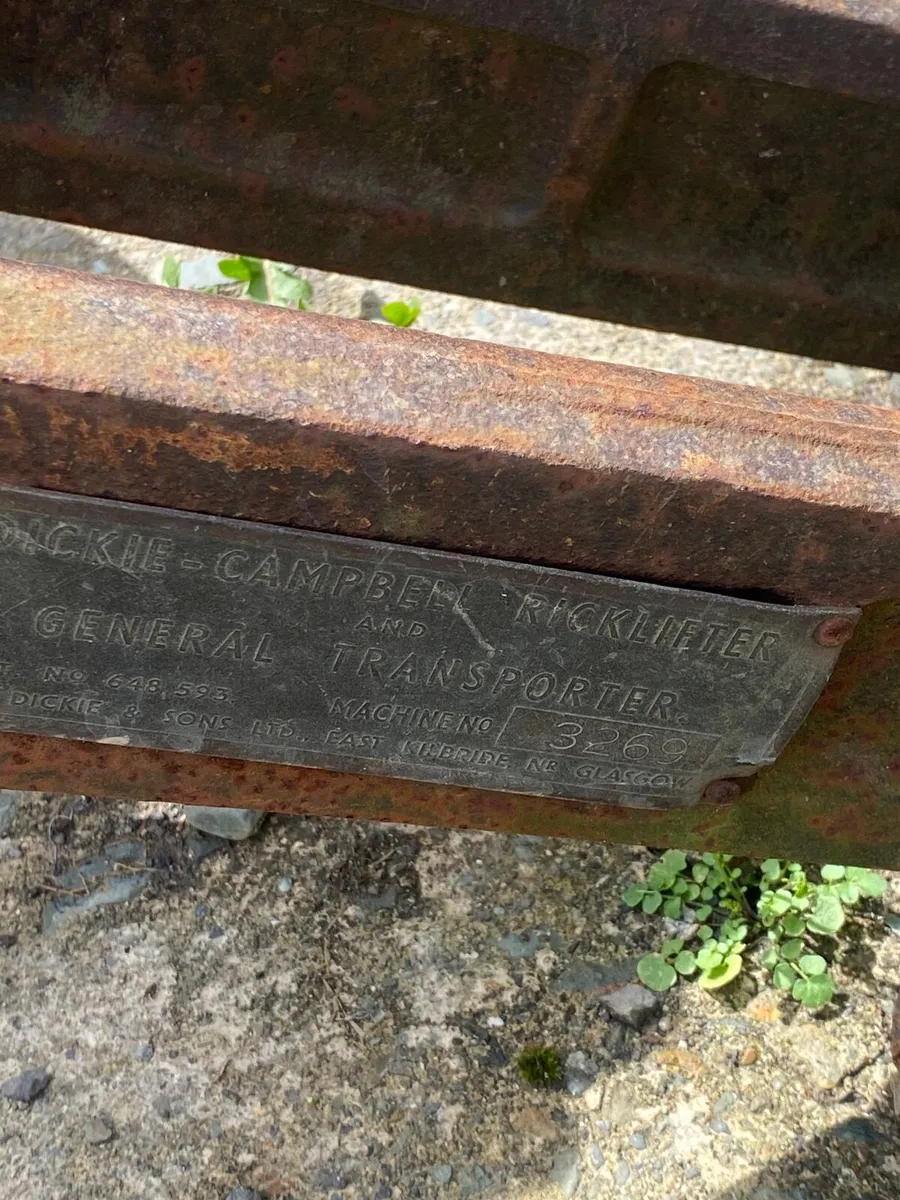 DICKIE-CAMPBELL RICKLIFTER
AND
GENERAL TRANSPORTER.
T. No 648,593. MACHINE No 3269
DICKIE & SONS LTD., EAST KILBRIDE, NR GLASGOW